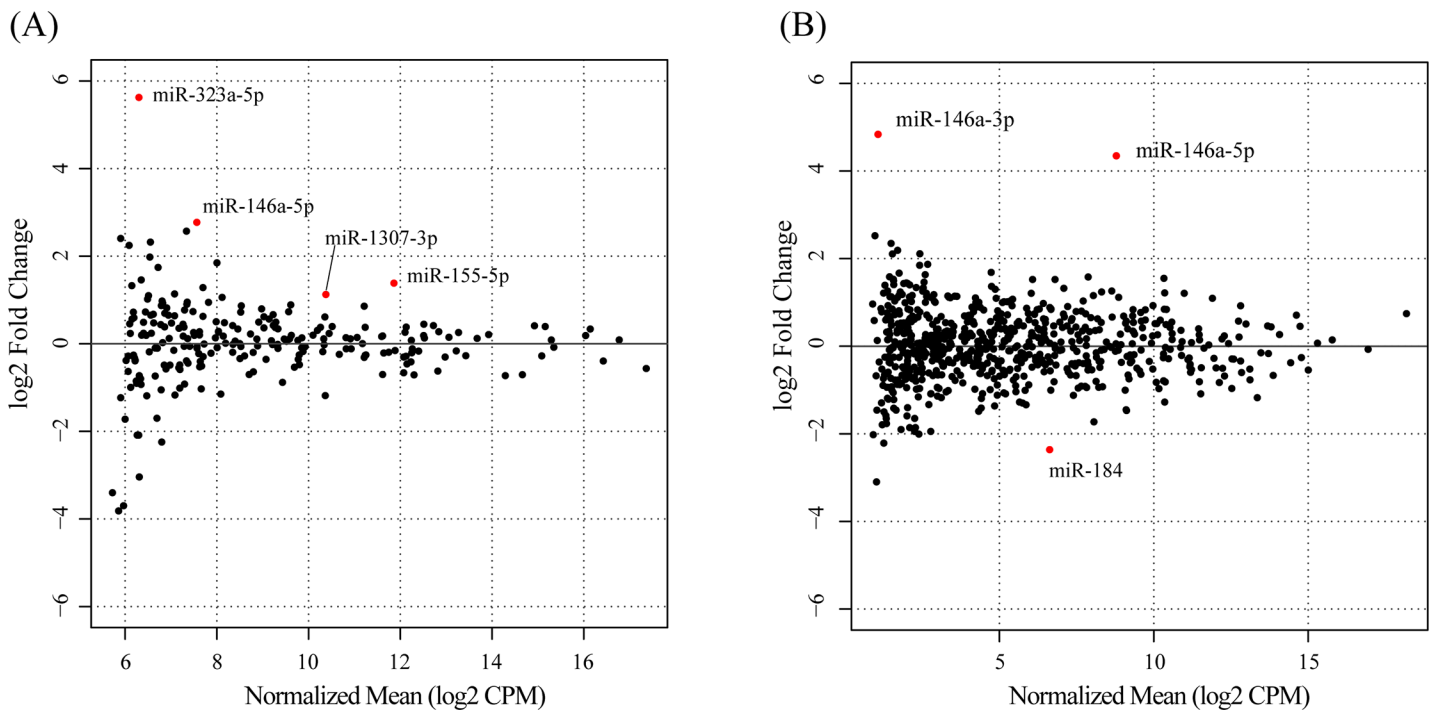 (A)
(B)
6
4
2
0
−2
−4
−6
log2 Fold Change
miR-323a-5p
miR-146a-5p
miR-1307-3p
miR-155-5p
6 8 10 12 14 16
Normalized Mean (log2 CPM)
6
4
2
0
−2
−4
−6
log2 Fold Change
miR-146a-3p
miR-146a-5p
miR-184
5 10 15
Normalized Mean (log2 CPM)